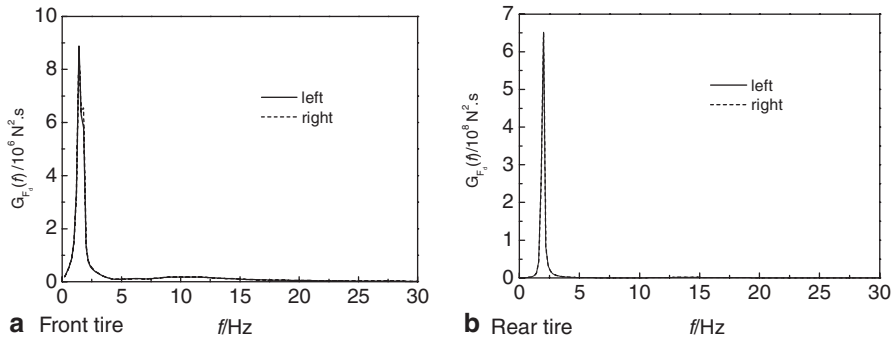 10
8
6
4
2
0
G_{F_d}(f)/10^6 N^2.s
left
right
0 5 10 15 20 25 30
a Front tire f/Hz
7
6
5
4
3
2
1
0
G_{F_d}(f)/10^8 N^2.s
left
right
0 5 10 15 20 25 30
b Rear tire f/Hz